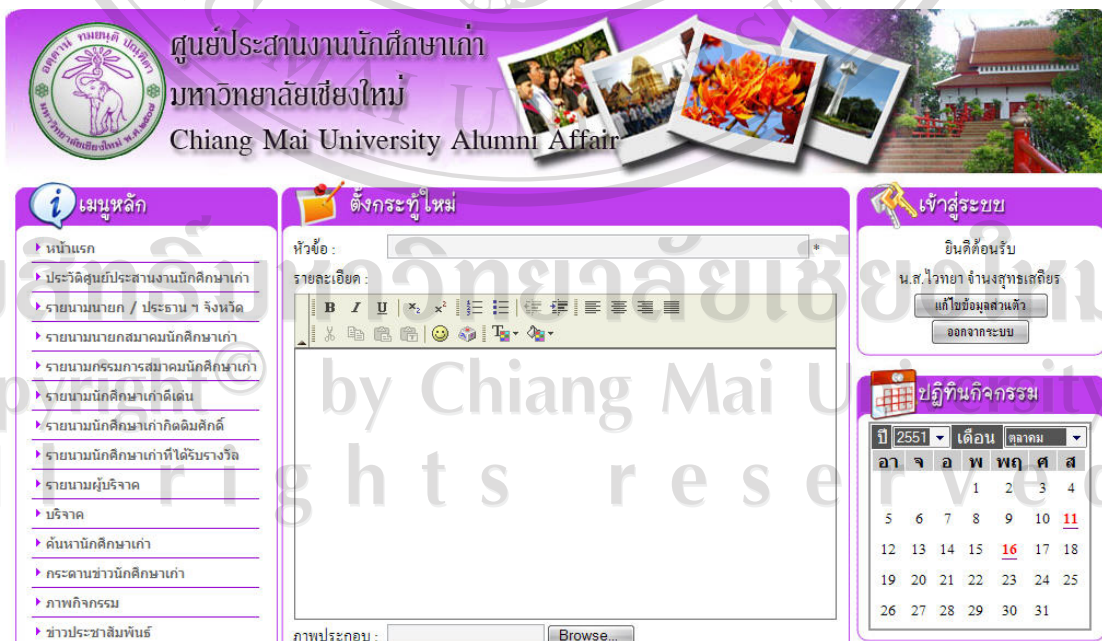 อตฺตานํ ทมยนฺติ ปณฺฑิตา
มหาวิทยาลัยเชียงใหม่ พ.ศ. ๒๕๐๗
ศูนย์ประสานงานนักศึกษาเก่า
มหาวิทยาลัยเชียงใหม่
Chiang Mai University Alumni Affair
เมนูหลัก
หน้าแรก
ประวัติศูนย์ประสานงานนักศึกษาเก่า
รายนามนายก / ประธาน ฯ จังหวัด
รายนามนายกสมาคมนักศึกษาเก่า
รายนามกรรมการสมาคมนักศึกษาเก่า
รายนามนักศึกษาเก่าดีเด่น
รายนามนักศึกษาเก่ากิตติมศักดิ์
รายนามนักศึกษาเก่าที่ได้รับรางวัล
รายนามผู้บริจาค
บริจาค
ค้นหานักศึกษาเก่า
กระดานข่าวนักศึกษาเก่า
ภาพกิจกรรม
ข่าวประชาสัมพันธ์
ตั้งกระทู้ใหม่
หัวข้อ : *
รายละเอียด :
B I U ×₂ ×²
ภาพประกอบ : Browse...
เข้าสู่ระบบ
ยินดีต้อนรับ
น.ส. ไวทยา จำนงสุทธเสถียร
แก้ไขข้อมูลส่วนตัว
ออกจากระบบ
ปฏิทินกิจกรรม
ปี 2551 เดือน ตุลาคม
อา จ อ พ พฤ ศ ส
1 2 3 4
5 6 7 8 9 10 11
12 13 14 15 16 17 18
19 20 21 22 23 24 25
26 27 28 29 30 31
by Chiang Mai University
rights reserved